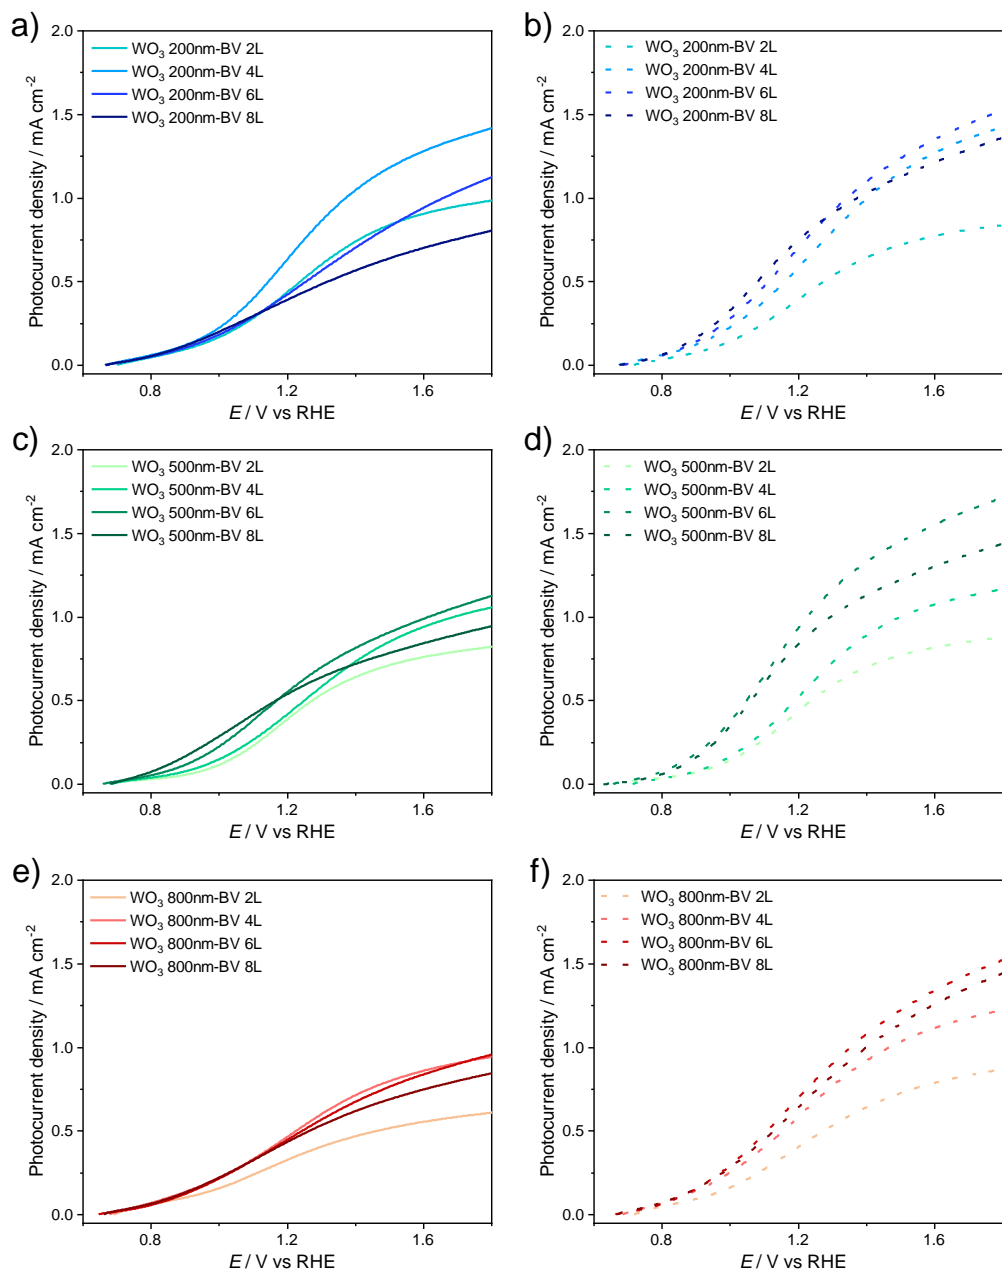 a)
WO₃ 200nm-BV 2L
WO₃ 200nm-BV 4L
WO₃ 200nm-BV 6L
WO₃ 200nm-BV 8L
Photocurrent density / mA cm⁻²
2.0
1.5
1.0
0.5
0.0
0.8 1.2 1.6
E / V vs RHE
b)
WO₃ 200nm-BV 2L
WO₃ 200nm-BV 4L
WO₃ 200nm-BV 6L
WO₃ 200nm-BV 8L
Photocurrent density / mA cm⁻²
2.0
1.5
1.0
0.5
0.0
0.8 1.2 1.6
E / V vs RHE
c)
WO₃ 500nm-BV 2L
WO₃ 500nm-BV 4L
WO₃ 500nm-BV 6L
WO₃ 500nm-BV 8L
Photocurrent density / mA cm⁻²
2.0
1.5
1.0
0.5
0.0
0.8 1.2 1.6
E / V vs RHE
d)
WO₃ 500nm-BV 2L
WO₃ 500nm-BV 4L
WO₃ 500nm-BV 6L
WO₃ 500nm-BV 8L
Photocurrent density / mA cm⁻²
2.0
1.5
1.0
0.5
0.0
0.8 1.2 1.6
E / V vs RHE
e)
WO₃ 800nm-BV 2L
WO₃ 800nm-BV 4L
WO₃ 800nm-BV 6L
WO₃ 800nm-BV 8L
Photocurrent density / mA cm⁻²
2.0
1.5
1.0
0.5
0.0
0.8 1.2 1.6
E / V vs RHE
f)
WO₃ 800nm-BV 2L
WO₃ 800nm-BV 4L
WO₃ 800nm-BV 6L
WO₃ 800nm-BV 8L
Photocurrent density / mA cm⁻²
2.0
1.5
1.0
0.5
0.0
0.8 1.2 1.6
E / V vs RHE